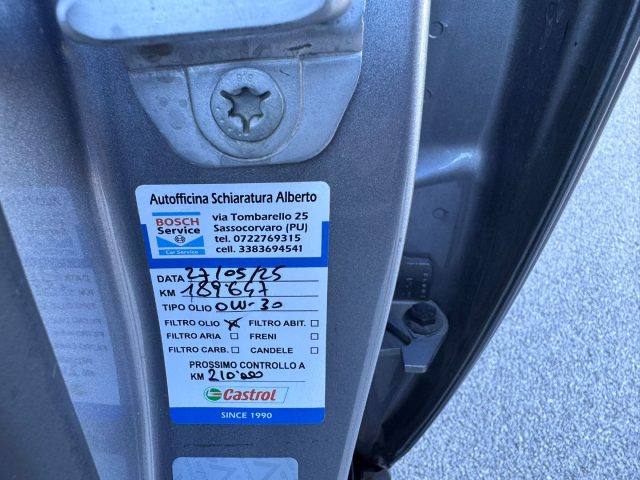 Autofficina Schiaratura Alberto
BOSCH
Service
Car Service
via Tombarello 25
Sassocorvaro (PU)
tel. 0722769315
cell. 3383694541
DATA 27/05/25
KM 189'647
TIPO OLIO 0W-30
FILTRO OLIO X FILTRO ABIT. □
FILTRO ARIA □ FRENI □
FILTRO CARB. □ CANDELE □
PROSSIMO CONTROLLO A
KM 210'000
Castrol
SINCE 1990